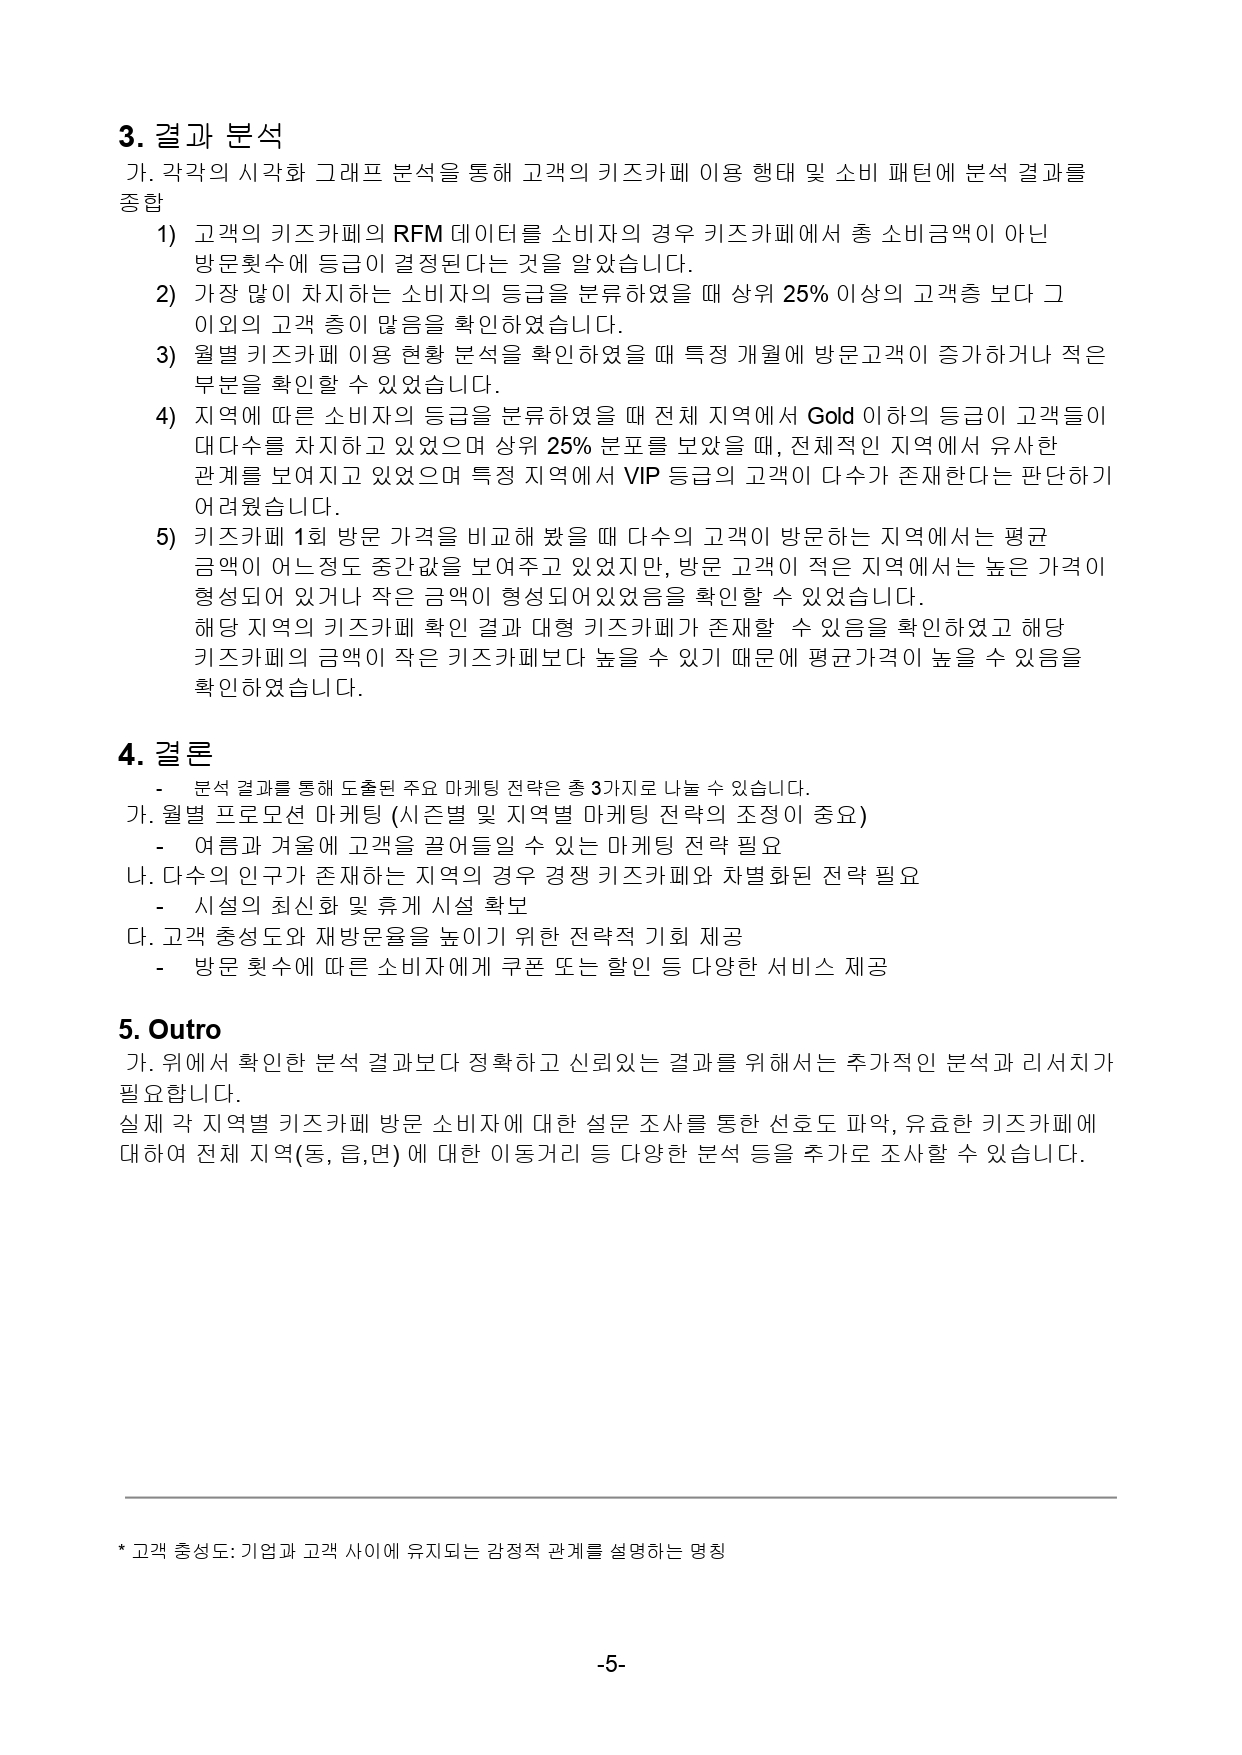 3. 결과 분석
가. 각각의 시각화 그래프 분석을 통해 고객의 키즈카페 이용 행태 및 소비 패턴에 분석 결과를
종합
1) 고객의 키즈카페의 RFM 데이터를 소비자의 경우 키즈카페에서 총 소비금액이 아닌
방문횟수에 등급이 결정된다는 것을 알았습니다.
2) 가장 많이 차지하는 소비자의 등급을 분류하였을 때 상위 25% 이상의 고객층 보다 그
이외의 고객 층이 많음을 확인하였습니다.
3) 월별 키즈카페 이용 현황 분석을 확인하였을 때 특정 개월에 방문고객이 증가하거나 적은
부분을 확인할 수 있었습니다.
4) 지역에 따른 소비자의 등급을 분류하였을 때 전체 지역에서 Gold 이하의 등급이 고객들이
대다수를 차지하고 있었으며 상위 25% 분포를 보았을 때, 전체적인 지역에서 유사한
관계를 보여지고 있었으며 특정 지역에서 VIP 등급의 고객이 다수가 존재한다는 판단하기
어려웠습니다.
5) 키즈카페 1회 방문 가격을 비교해 봤을 때 다수의 고객이 방문하는 지역에서는 평균
금액이 어느정도 중간값을 보여주고 있었지만, 방문 고객이 적은 지역에서는 높은 가격이
형성되어 있거나 작은 금액이 형성되어있었음을 확인할 수 있었습니다.
해당 지역의 키즈카페 확인 결과 대형 키즈카페가 존재할 수 있음을 확인하였고 해당
키즈카페의 금액이 작은 키즈카페보다 높을 수 있기 때문에 평균가격이 높을 수 있음을
확인하였습니다.
4. 결론
- 분석 결과를 통해 도출된 주요 마케팅 전략은 총 3가지로 나눌 수 있습니다.
가. 월별 프로모션 마케팅 (시즌별 및 지역별 마케팅 전략의 조정이 중요)
- 여름과 겨울에 고객을 끌어들일 수 있는 마케팅 전략 필요
나. 다수의 인구가 존재하는 지역의 경우 경쟁 키즈카페와 차별화된 전략 필요
- 시설의 최신화 및 휴게 시설 확보
다. 고객 충성도와 재방문율을 높이기 위한 전략적 기회 제공
- 방문 횟수에 따른 소비자에게 쿠폰 또는 할인 등 다양한 서비스 제공
5. Outro
가. 위에서 확인한 분석 결과보다 정확하고 신뢰있는 결과를 위해서는 추가적인 분석과 리서치가
필요합니다.
실제 각 지역별 키즈카페 방문 소비자에 대한 설문 조사를 통한 선호도 파악, 유효한 키즈카페에
대하여 전체 지역(동, 읍,면) 에 대한 이동거리 등 다양한 분석 등을 추가로 조사할 수 있습니다.
* 고객 충성도: 기업과 고객 사이에 유지되는 감정적 관계를 설명하는 명칭
-5-